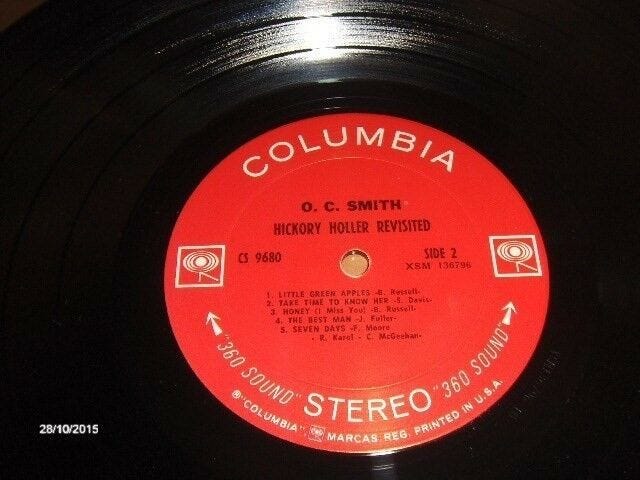 COLUMBIA
O. C. SMITH
HICKORY HOLLER REVISITED
CS 9680
SIDE 2
XSM 136796
1. LITTLE GREEN APPLES -B. Russell-
2. TAKE TIME TO KNOW HER -S. Davis-
3. HONEY (I Miss You) -B. Russell-
4. THE BEST MAN -J. Fuller-
5. SEVEN DAYS -F. Moore
- R. Karol - C. McGeehan-
"360 SOUND" STEREO "360 SOUND"
® "COLUMBIA", MARCAS REG. PRINTED IN U.S.A.
28/10/2015